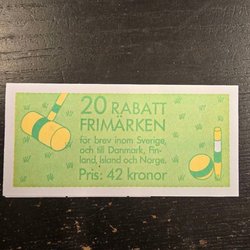 20 RABATT
FRIMÄRKEN
för brev inom Sverige,
och till Danmark, Fin-
land, Island och Norge.
Pris: 42 kronor